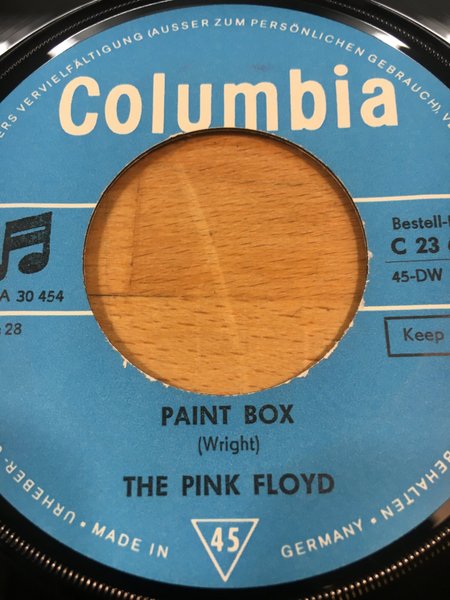 VERVIELFÄLTIGUNG (AUSSER ZUM PERSÖNLICHEN GEBRAUCH),
Columbia
Bestell-
C 23
A 30 454
45-DW
28
Keep
PAINT BOX
(Wright)
THE PINK FLOYD
URHEBER- · MADE IN 45 GERMANY · BEHALTEN